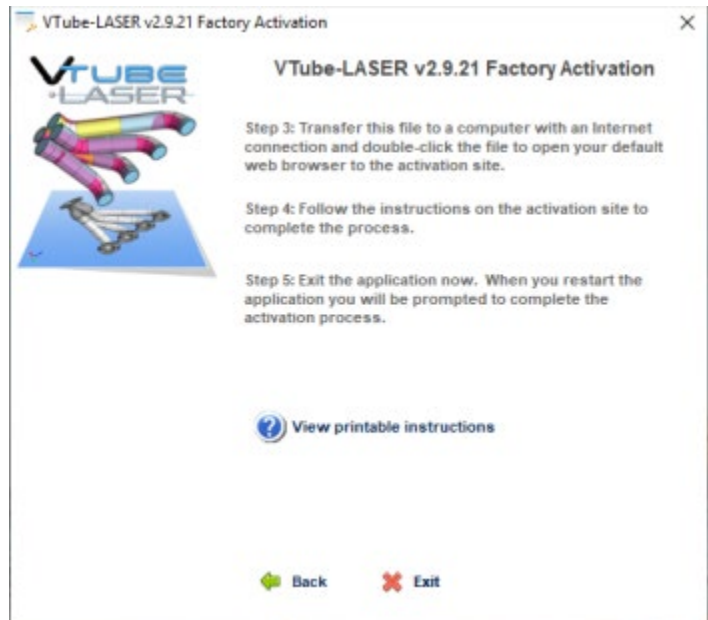 VTube-LASER v2.9.21 Factory Activation
VTUBE
•LASER
VTube-LASER v2.9.21 Factory Activation
Step 3: Transfer this file to a computer with an Internet
connection and double-click the file to open your default
web browser to the activation site.
Step 4: Follow the instructions on the activation site to
complete the process.
Step 5: Exit the application now.  When you restart the
application you will be prompted to complete the
activation process.
View printable instructions
Back
Exit